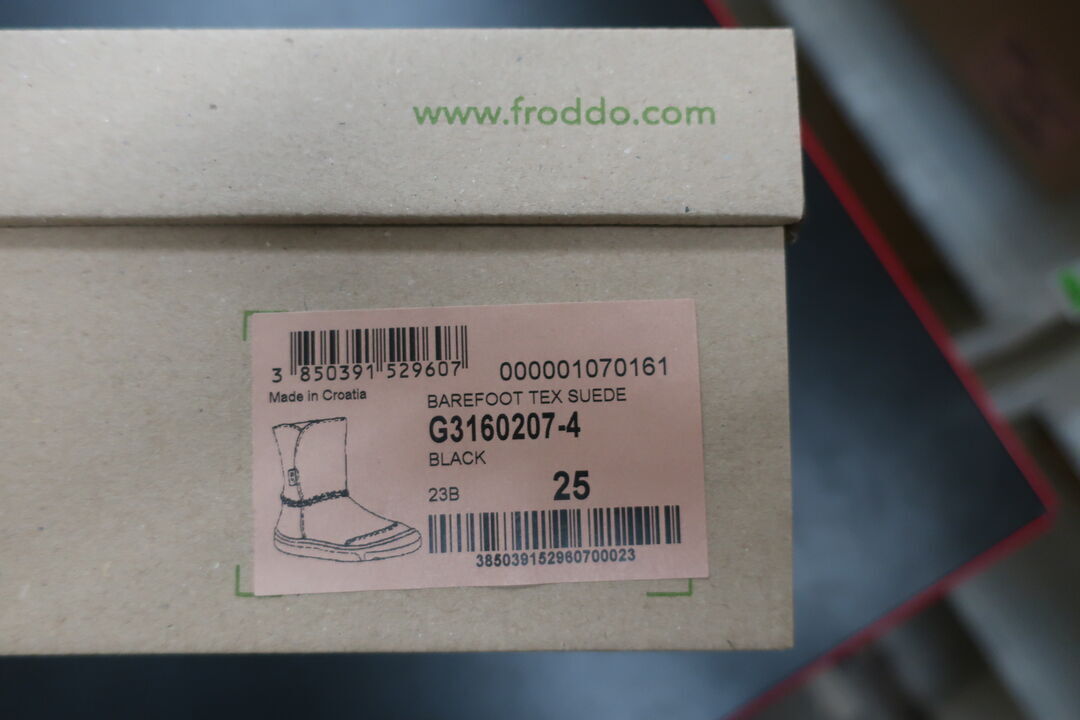 www.froddo.com
3 850391 529607
000001070161
Made in Croatia
BAREFOOT TEX SUEDE
G3160207-4
BLACK
23B 25
385039152960700023